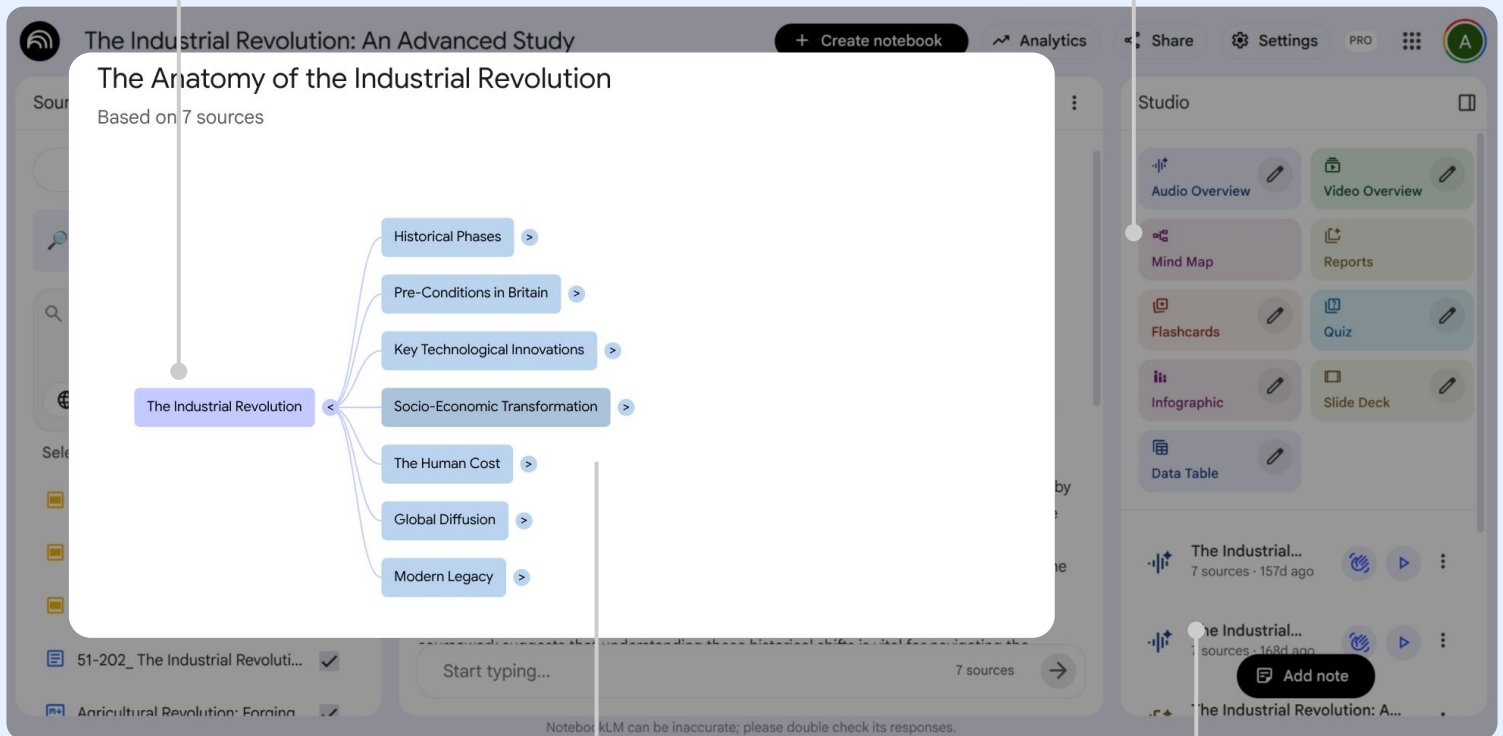 The Industrial Revolution: An Advanced Study
+ Create notebook
Analytics
Share
Settings
PRO
A
The Anatomy of the Industrial Revolution
Based on 7 sources
Historical Phases >
Pre-Conditions in Britain >
Key Technological Innovations >
The Industrial Revolution <
Socio-Economic Transformation >
The Human Cost >
Global Diffusion >
Modern Legacy >
51-202_ The Industrial Revoluti...
Agricultural Revolution: Forging
by
Start typing...
7 sources
NotebookLM can be inaccurate; please double check its responses.
Studio
Audio Overview
Video Overview
Mind Map
Reports
Flashcards
Quiz
Infographic
Slide Deck
Data Table
The Industrial...
7 sources · 157d ago
The Industrial...
7 sources · 168d ago
Add note
The Industrial Revolution: A...